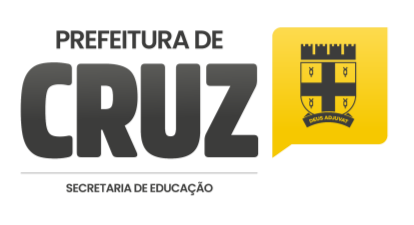 PREFEITURA DE
CRUZ
DEUS ADJUVAT
SECRETARIA DE EDUCAÇÃO